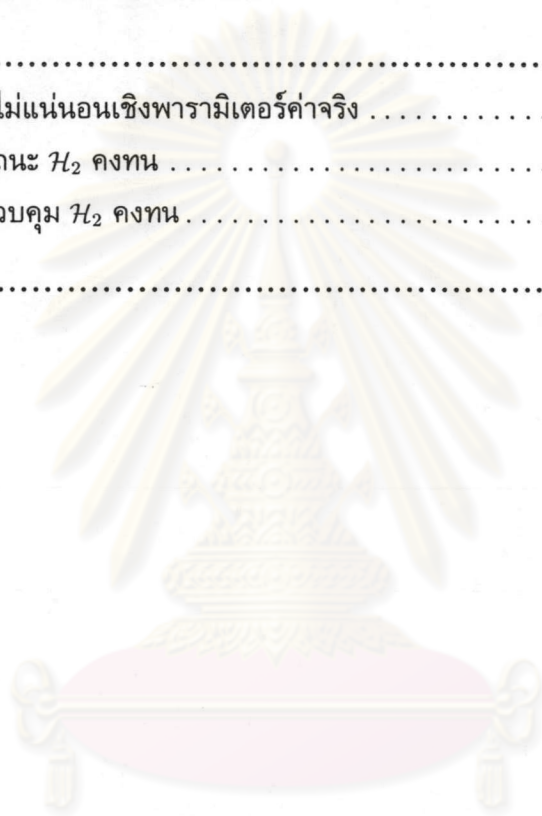 ................................................
ไม่แน่นอนเชิงพารามิเตอร์ค่าจริง ..............
ถนะ H₂ คงทน ..............................
วบคุม H₂ คงทน ............................
................................................